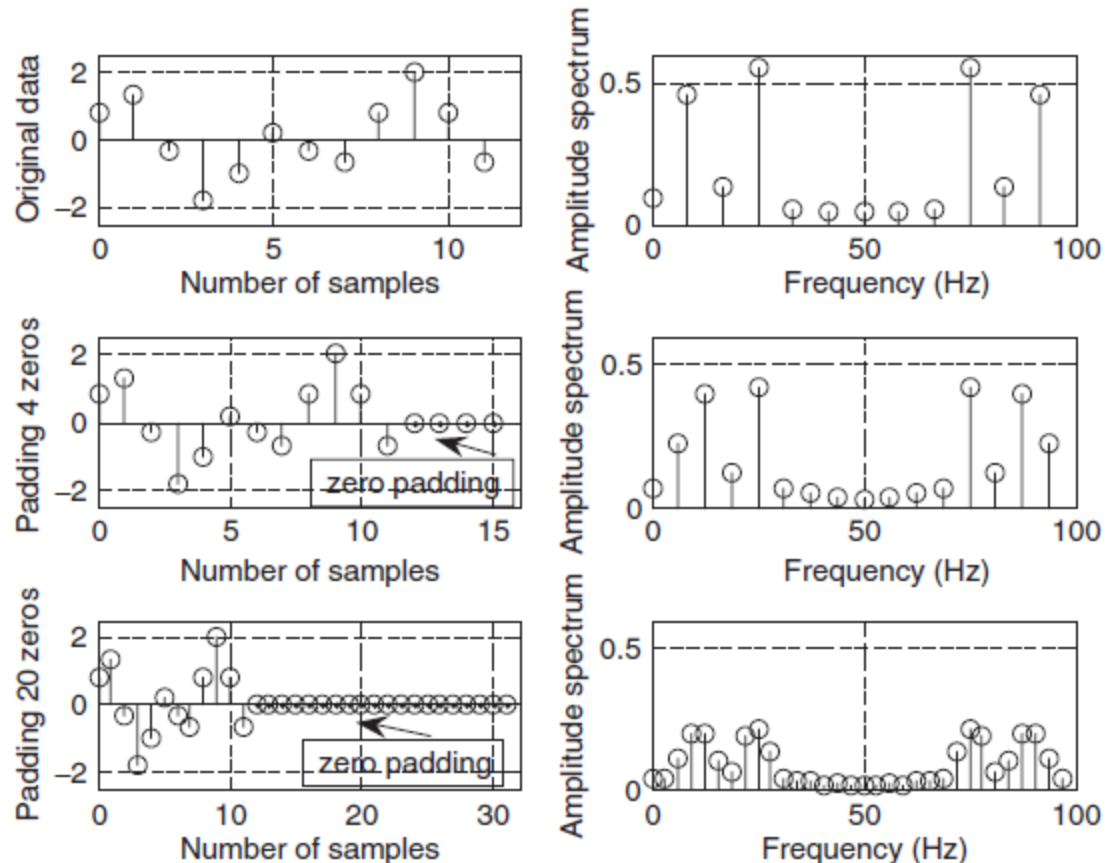 Original data
2
0
−2
0 5 10
Number of samples
Amplitude spectrum
0.5
0
0 50 100
Frequency (Hz)
Padding 4 zeros
2
0
−2
zero padding
0 5 10 15
Number of samples
Amplitude spectrum
0.5
0
0 50 100
Frequency (Hz)
Padding 20 zeros
2
0
−2
zero padding
0 10 20 30
Number of samples
Amplitude spectrum
0.5
0
0 50 100
Frequency (Hz)